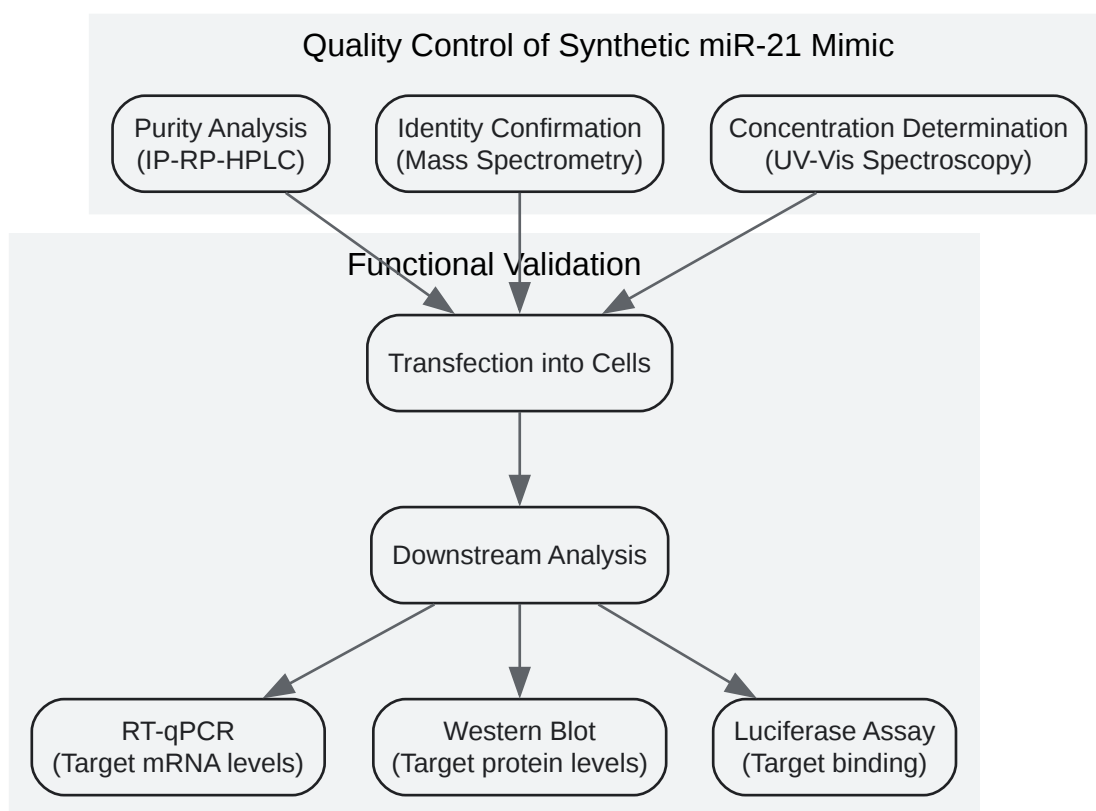 Quality Control of Synthetic miR-21 Mimic
Purity Analysis
(IP-RP-HPLC)
Identity Confirmation
(Mass Spectrometry)
Concentration Determination
(UV-Vis Spectroscopy)
Functional Validation
Transfection into Cells
Downstream Analysis
RT-qPCR
(Target mRNA levels)
Western Blot
(Target protein levels)
Luciferase Assay
(Target binding)